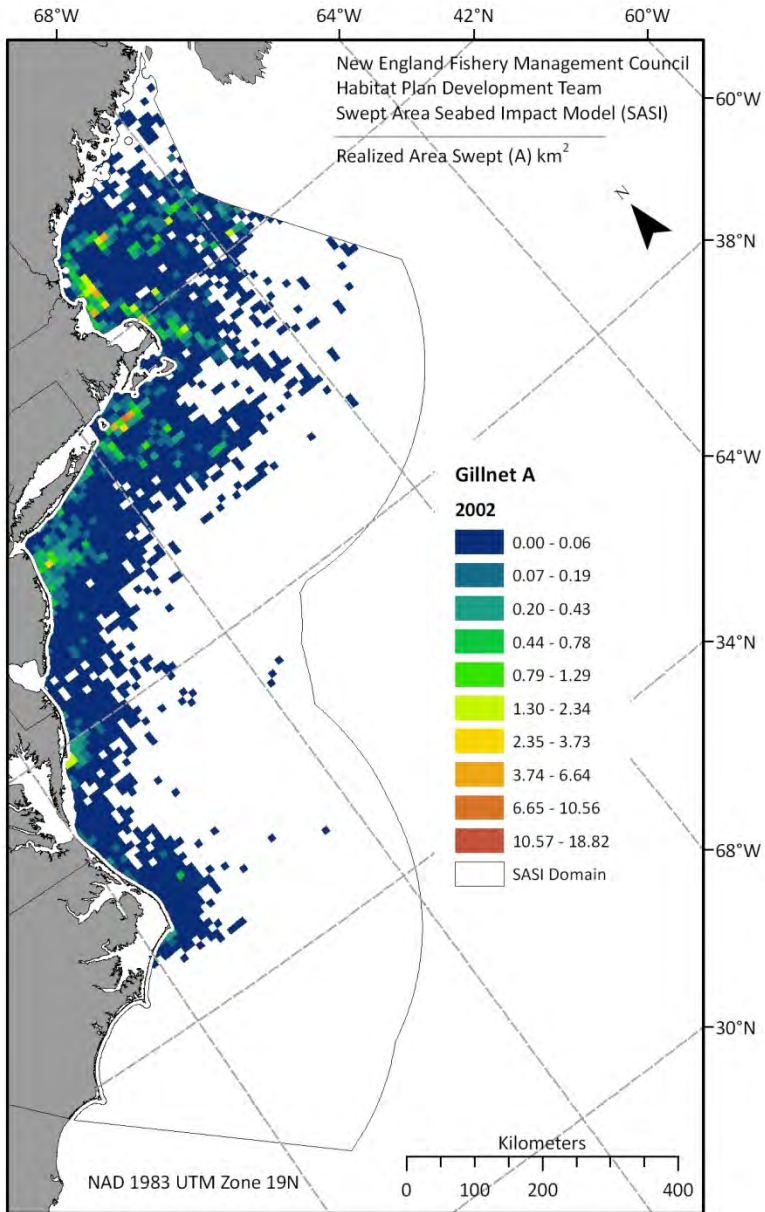 68°W 64°W 42°N 60°W
New England Fishery Management Council
Habitat Plan Development Team
Swept Area Seabed Impact Model (SASI)
Realized Area Swept (A) km²
60°W
N
38°N
64°W
Gillnet A
2002
0.00 - 0.06
0.07 - 0.19
0.20 - 0.43
0.44 - 0.78
0.79 - 1.29
1.30 - 2.34
2.35 - 3.73
3.74 - 6.64
6.65 - 10.56
10.57 - 18.82
SASI Domain
34°N
68°W
30°N
Kilometers
0 100 200 300 400
NAD 1983 UTM Zone 19N